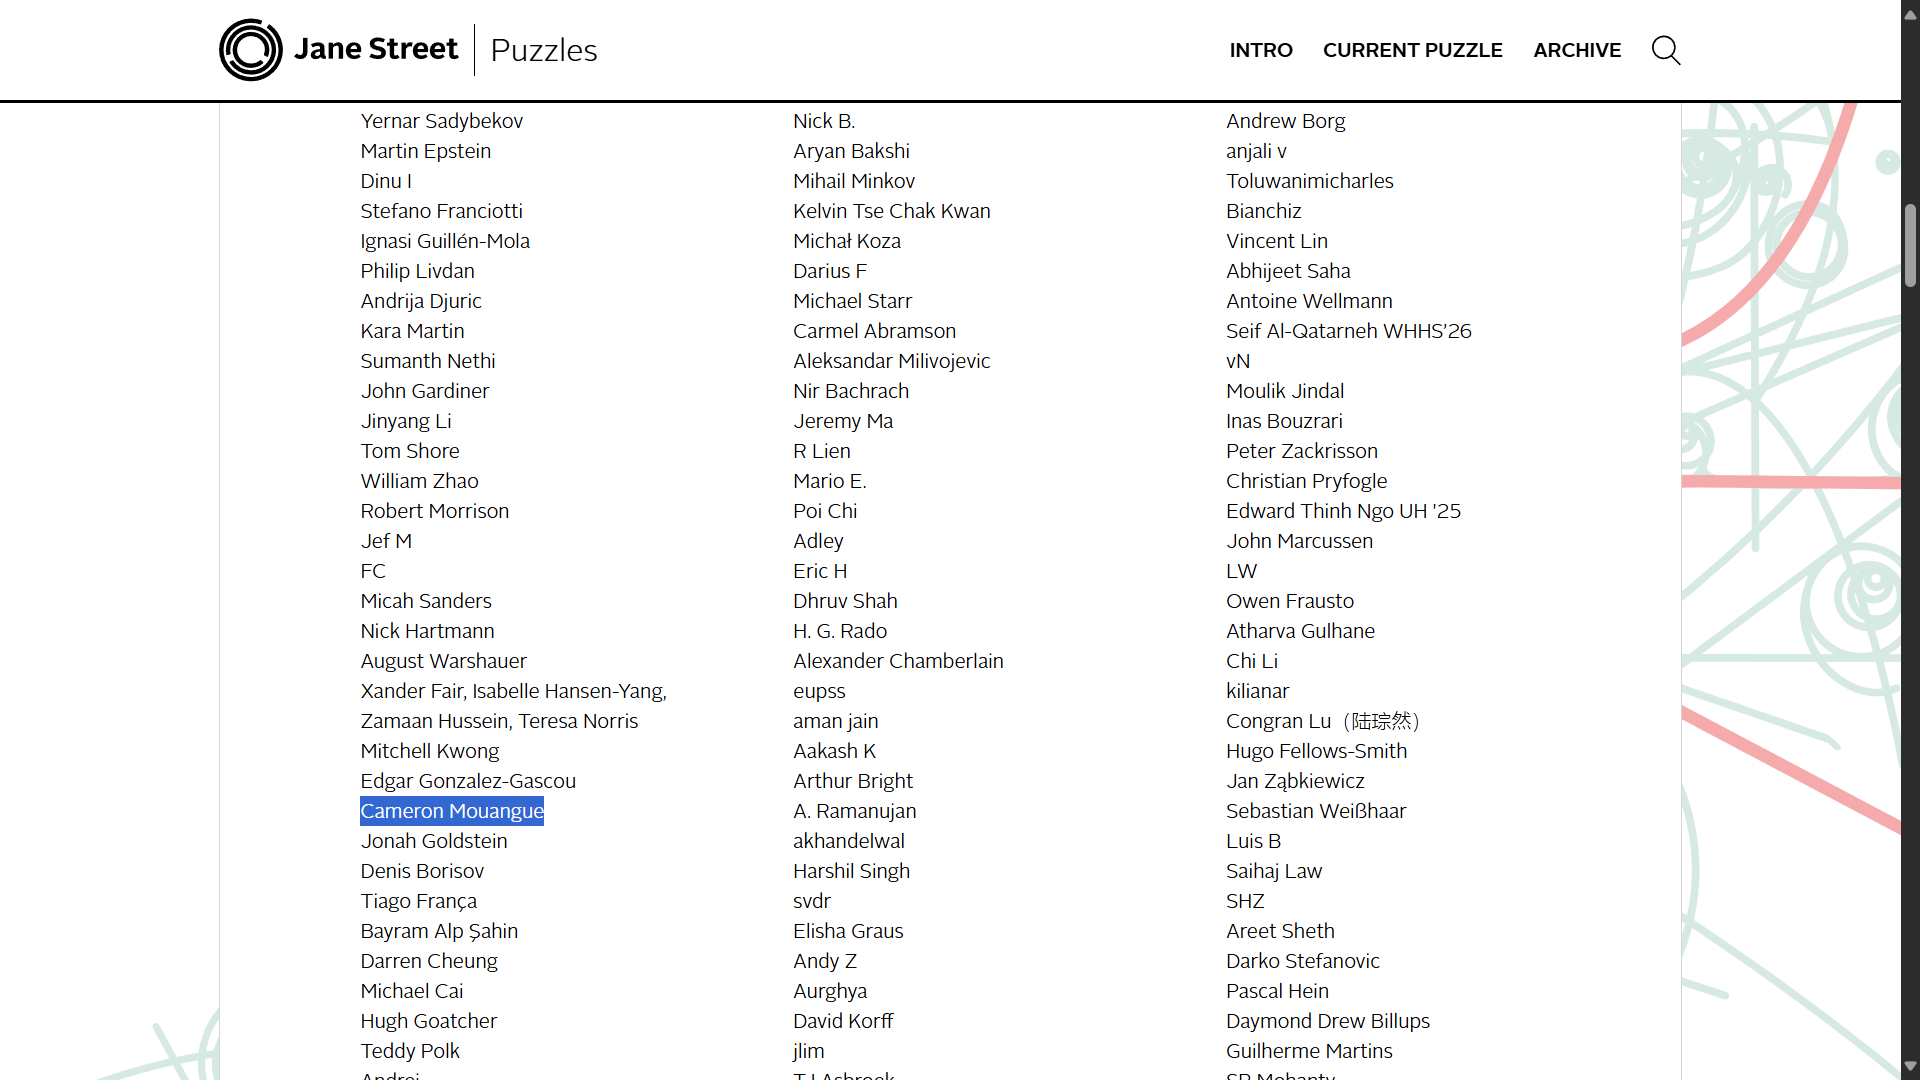 Jane Street
Puzzles
INTRO
CURRENT PUZZLE
ARCHIVE
Yernar Sadybekov
Martin Epstein
Dinu I
Stefano Franciotti
Ignasi Guillén-Mola
Philip Livdan
Andrija Djuric
Kara Martin
Sumanth Nethi
John Gardiner
Jinyang Li
Tom Shore
William Zhao
Robert Morrison
Jef M
FC
Micah Sanders
Nick Hartmann
August Warshauer
Xander Fair, Isabelle Hansen-Yang,
Zamaan Hussein, Teresa Norris
Mitchell Kwong
Edgar Gonzalez-Gascou
Cameron Mouangue
Jonah Goldstein
Denis Borisov
Tiago França
Bayram Alp Şahin
Darren Cheung
Michael Cai
Hugh Goatcher
Teddy Polk
Andrei
Nick B.
Aryan Bakshi
Mihail Minkov
Kelvin Tse Chak Kwan
Michał Koza
Darius F
Michael Starr
Carmel Abramson
Aleksandar Milivojevic
Nir Bachrach
Jeremy Ma
R Lien
Mario E.
Poi Chi
Adley
Eric H
Dhruv Shah
H. G. Rado
Alexander Chamberlain
eupss
aman jain
Aakash K
Arthur Bright
A. Ramanujan
akhandelwal
Harshil Singh
svdr
Elisha Graus
Andy Z
Aurghya
David Korff
jlim
Andrew Borg
anjali v
Toluwanimicharles
Bianchiz
Vincent Lin
Abhijeet Saha
Antoine Wellmann
Seif Al-Qatarneh WHHS’26
vN
Moulik Jindal
Inas Bouzrari
Peter Zackrisson
Christian Pryfogle
Edward Thinh Ngo UH '25
John Marcussen
LW
Owen Frausto
Atharva Gulhane
Chi Li
kilianar
Congran Lu（陆琮然）
Hugo Fellows-Smith
Jan Ząbkiewicz
Sebastian Weißhaar
Luis B
Saihaj Law
SHZ
Areet Sheth
Darko Stefanovic
Pascal Hein
Daymond Drew Billups
Guilherme Martins